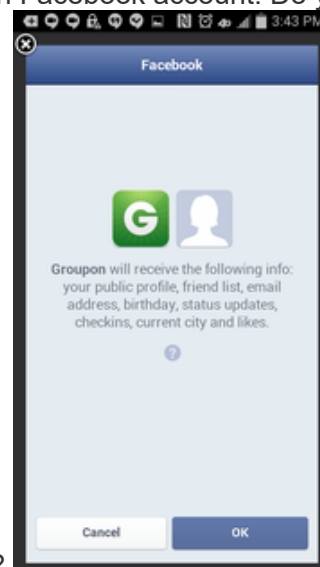 Facebook account. Do
3:43 PM
Facebook
G
Groupon will receive the following info:
your public profile, friend list, email
address, birthday, status updates,
checkins, current city and likes.
?
Cancel
OK
?